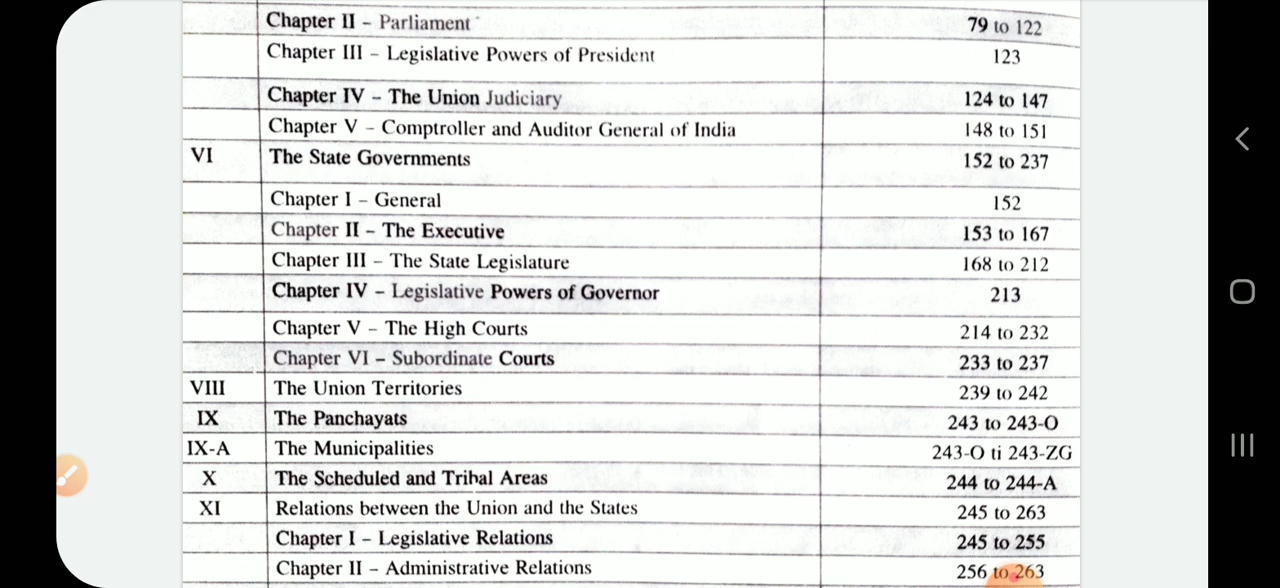 Chapter II – Parliament 79 to 122
Chapter III – Legislative Powers of President 123
Chapter IV – The Union Judiciary 124 to 147
Chapter V – Comptroller and Auditor General of India 148 to 151
VI The State Governments 152 to 237
Chapter I – General 152
Chapter II – The Executive 153 to 167
Chapter III – The State Legislature 168 to 212
Chapter IV – Legislative Powers of Governor 213
Chapter V – The High Courts 214 to 232
Chapter VI – Subordinate Courts 233 to 237
VIII The Union Territories 239 to 242
IX The Panchayats 243 to 243-O
IX-A The Municipalities 243-O ti 243-ZG
X The Scheduled and Tribal Areas 244 to 244-A
XI Relations between the Union and the States 245 to 263
Chapter I – Legislative Relations 245 to 255
Chapter II – Administrative Relations 256 to 263